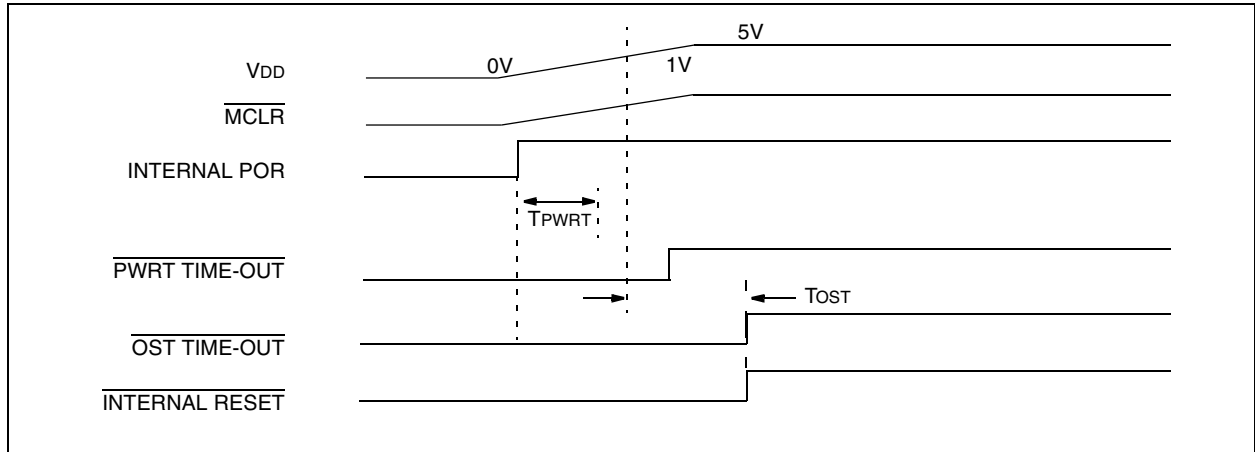 5V
VDD 0V 1V
MCLR
INTERNAL POR
TPWRT
PWRT TIME-OUT
TOST
OST TIME-OUT
INTERNAL RESET